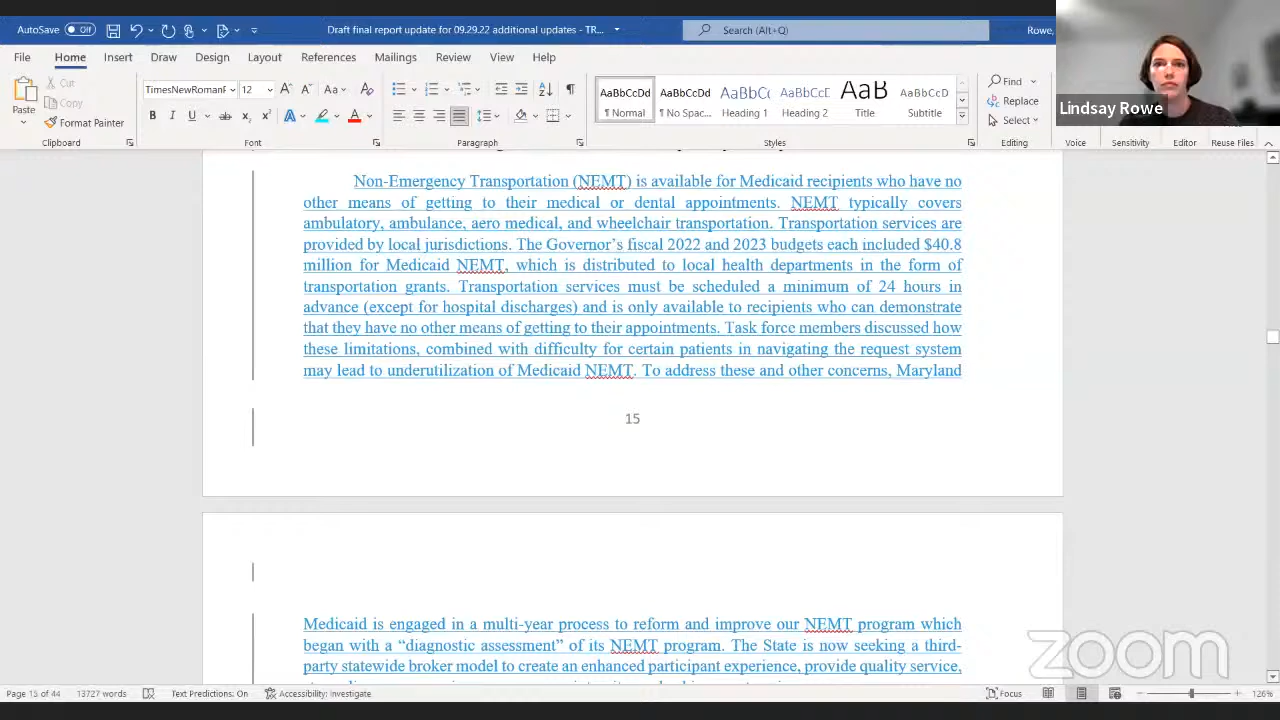 AutoSave Off
Draft final report update for 09.29.22 additional updates - TR...
Search (Alt+Q)
Rowe,
File Home Insert Draw Design Layout References Mailings Review View Help
Paste
Cut
Copy
Format Painter
TimesNewRomanF 12
AaBbCcDd
¶ Normal
AaBbCcDd
¶ No Spac...
AaBbCc
Heading 1
AaBbCcD
Heading 2
AaB
Title
AaBbCcD
Subtitle
Find
Replace
Select
Clipboard Font Paragraph Styles Editing Voice Sensitivity Editor Reuse Files
Lindsay Rowe
Non-Emergency Transportation (NEMT) is available for Medicaid recipients who have no
other means of getting to their medical or dental appointments. NEMT typically covers
ambulatory, ambulance, aero medical, and wheelchair transportation. Transportation services are
provided by local jurisdictions. The Governor's fiscal 2022 and 2023 budgets each included $40.8
million for Medicaid NEMT, which is distributed to local health departments in the form of
transportation grants. Transportation services must be scheduled a minimum of 24 hours in
advance (except for hospital discharges) and is only available to recipients who can demonstrate
that they have no other means of getting to their appointments. Task force members discussed how
these limitations, combined with difficulty for certain patients in navigating the request system
may lead to underutilization of Medicaid NEMT. To address these and other concerns, Maryland
15
Medicaid is engaged in a multi-year process to reform and improve our NEMT program which
began with a “diagnostic assessment” of its NEMT program. The State is now seeking a third-
party statewide broker model to create an enhanced participant experience, provide quality service,
zoom
Page 15 of 44 13727 words Text Predictions: On Accessibility: Investigate Focus 126%